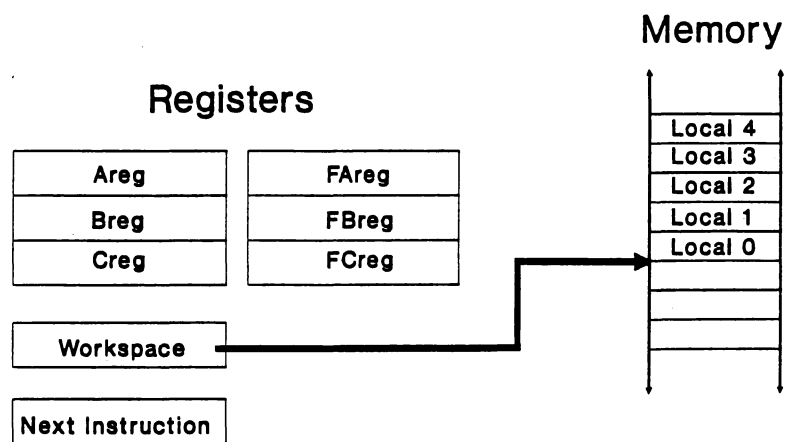 Memory
Registers
Local 4
Local 3
Local 2
Local 1
Local 0
Areg
Breg
Creg
FAreg
FBreg
FCreg
Workspace
Next Instruction